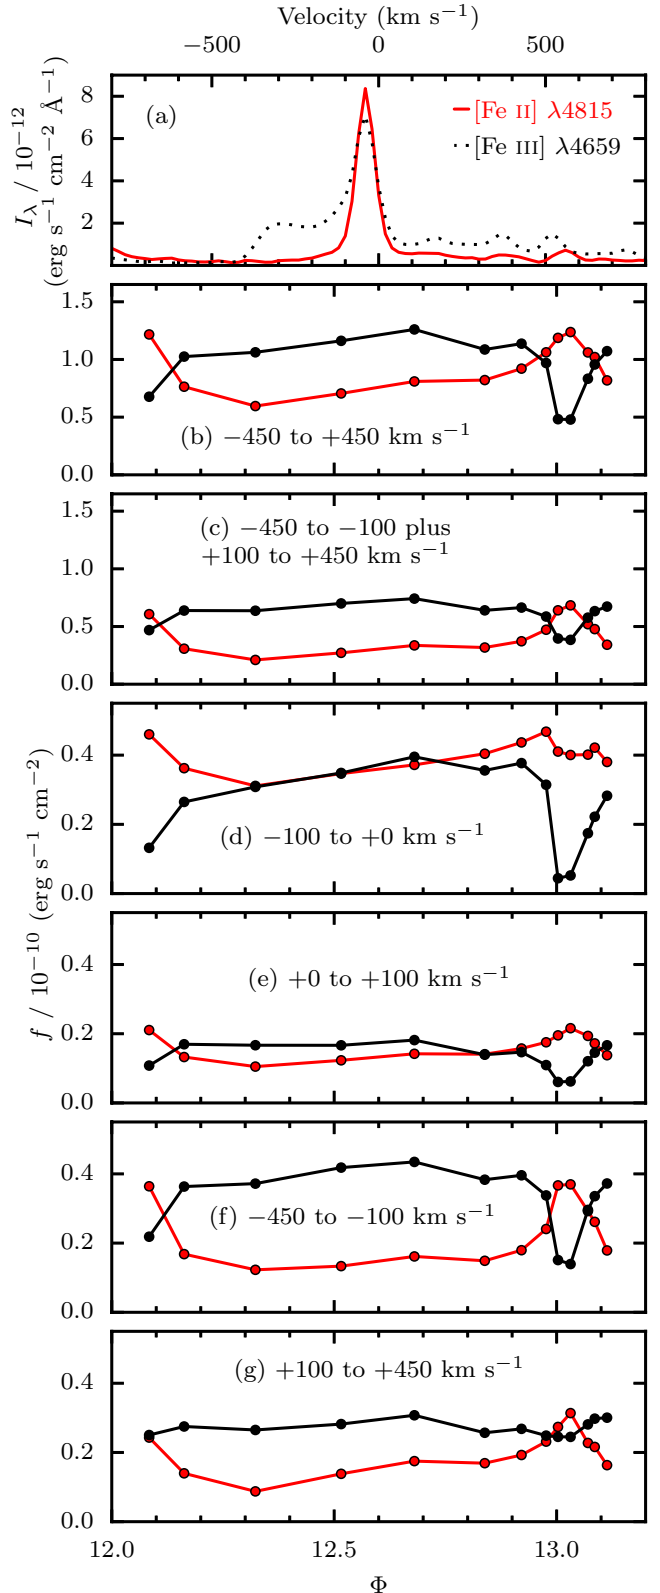 Velocity (km s⁻¹)
−500 0 500
I_λ / 10⁻¹²
(erg s⁻¹ cm⁻² Å⁻¹)
8
6
4
2
(a)
[Fe II] λ4815
[Fe III] λ4659
1.5
1.0
0.5
0.0
(b) −450 to +450 km s⁻¹
1.5
1.0
0.5
0.0
(c) −450 to −100 plus
+100 to +450 km s⁻¹
f / 10⁻¹⁰ (erg s⁻¹ cm⁻²)
0.4
0.2
0.0
(d) −100 to +0 km s⁻¹
0.4
0.2
0.0
(e) +0 to +100 km s⁻¹
0.4
0.2
0.0
(f) −450 to −100 km s⁻¹
0.4
0.2
0.0
(g) +100 to +450 km s⁻¹
12.0 12.5 13.0
Φ